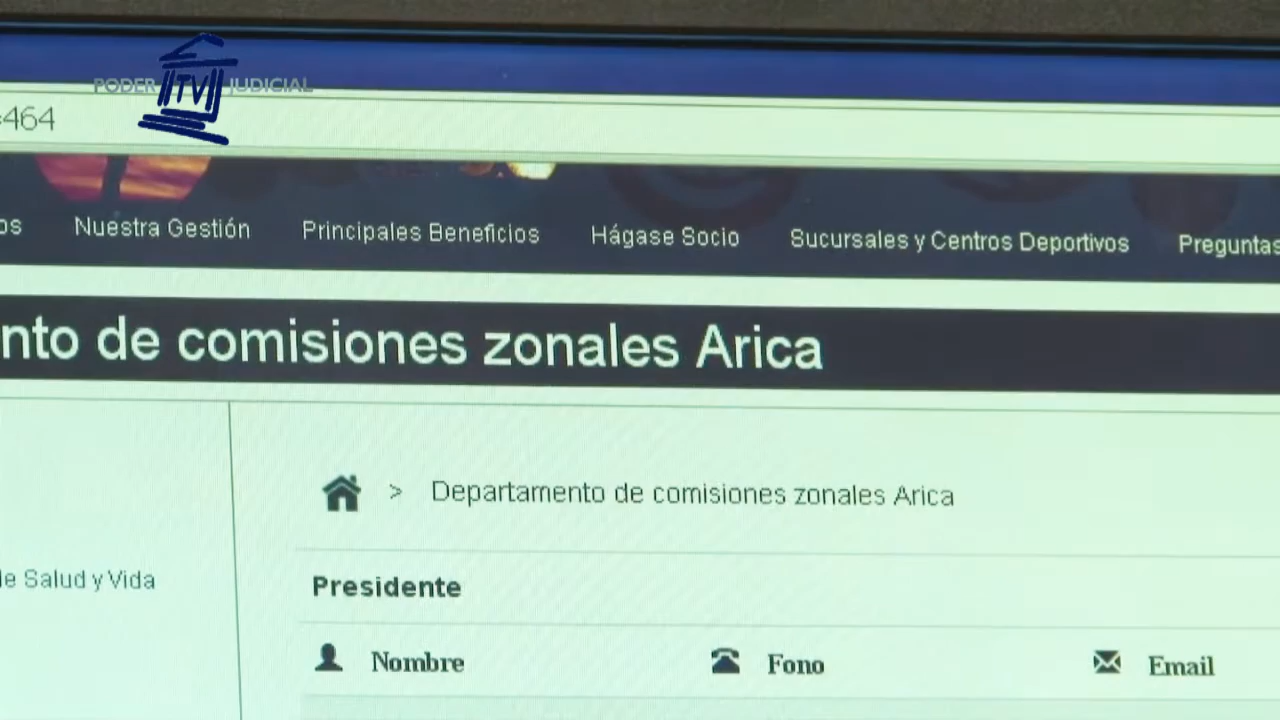 PODER TV JUDICIAL
464
os Nuestra Gestión Principales Beneficios Hágase Socio Sucursales y Centros Deportivos Preguntas
nto de comisiones zonales Arica
> Departamento de comisiones zonales Arica
de Salud y Vida
Presidente
Nombre Fono Email